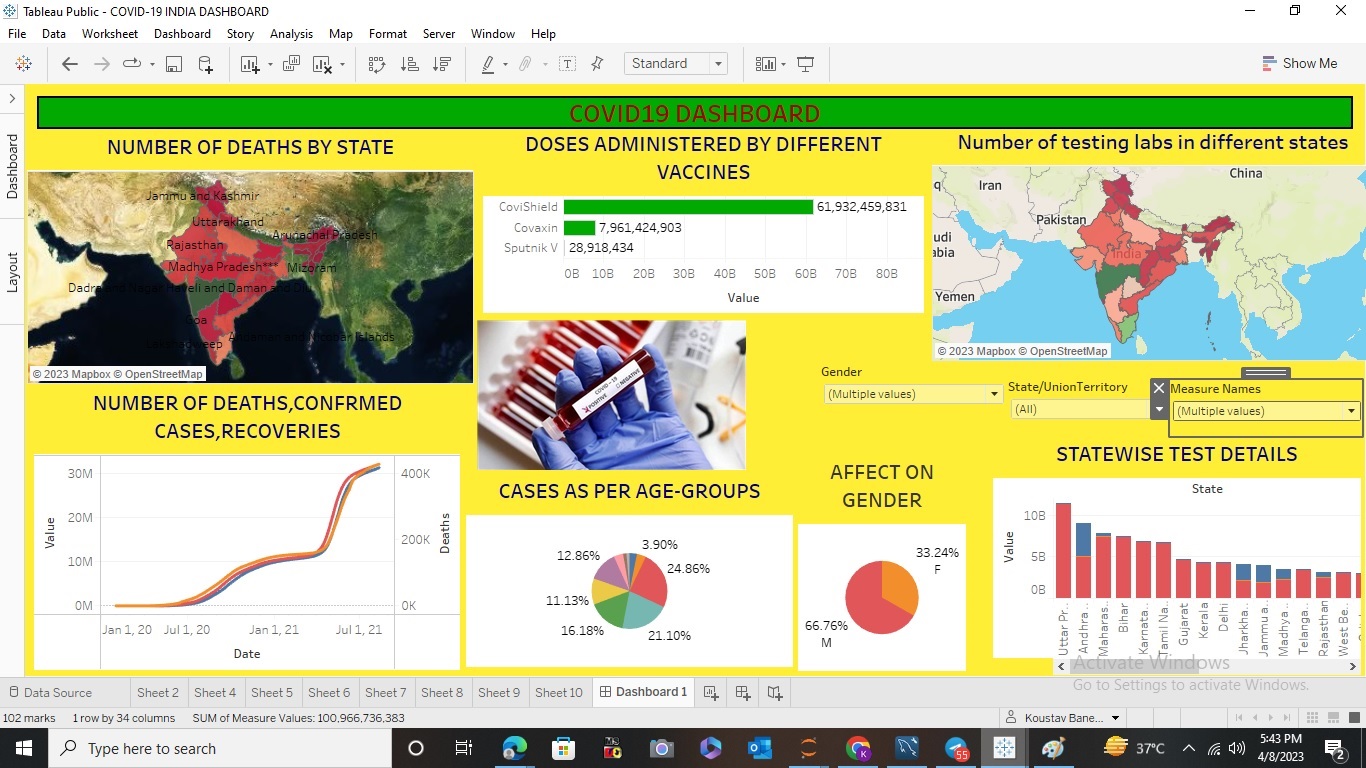 Tableau Public - COVID-19 INDIA DASHBOARD
File Data Worksheet Dashboard Story Analysis Map Format Server Window Help
Standard
Show Me
Dashboard
Layout
COVID19 DASHBOARD
NUMBER OF DEATHS BY STATE
Jammu and Kashmir
Uttarakhand
Arunachal Pradesh
Rajasthan
Madhya Pradesh***
Mizoram
Dadra and Nagar Haveli and Daman and Diu
Goa
Andaman and Nicobar Islands
Lakshadweep
© 2023 Mapbox © OpenStreetMap
DOSES ADMINISTERED BY DIFFERENT
VACCINES
CoviShield 61,932,459,831
Covaxin 7,961,424,903
Sputnik V 28,918,434
0B 10B 20B 30B 40B 50B 60B 70B 80B
Value
Number of testing labs in different states
China
Iran
Pakistan
India
Yemen
© 2023 Mapbox © OpenStreetMap
COVID - 19
POSITIVE
NEGATIVE
Gender
(Multiple values)
State/UnionTerritory
(All)
Measure Names
(Multiple values)
NUMBER OF DEATHS,CONFRMED
CASES,RECOVERIES
30M
20M
10M
0M
Value
400K
200K
0K
Deaths
Jan 1, 20 Jul 1, 20 Jan 1, 21 Jul 1, 21
Date
CASES AS PER AGE-GROUPS
3.90%
12.86%
24.86%
11.13%
16.18%
21.10%
AFFECT ON
GENDER
33.24%
F
66.76%
M
STATEWISE TEST DETAILS
State
10B
5B
0B
Value
Uttar Pr..
Andhra ..
Maharas..
Bihar
Karnata..
Tamil Na..
Gujarat
Kerala
Delhi
Jharkha..
Jammu a..
Madhya ..
Telanga..
Rajasthan
West Be..
Activate Windows
Go to Settings to activate Windows.
Data Source Sheet 2 Sheet 4 Sheet 5 Sheet 6 Sheet 7 Sheet 8 Sheet 9 Sheet 10 Dashboard 1
102 marks 1 row by 34 columns SUM of Measure Values: 100,966,736,383
Koustav Bane...
Type here to search
55
37°C
5:43 PM
4/8/2023
2